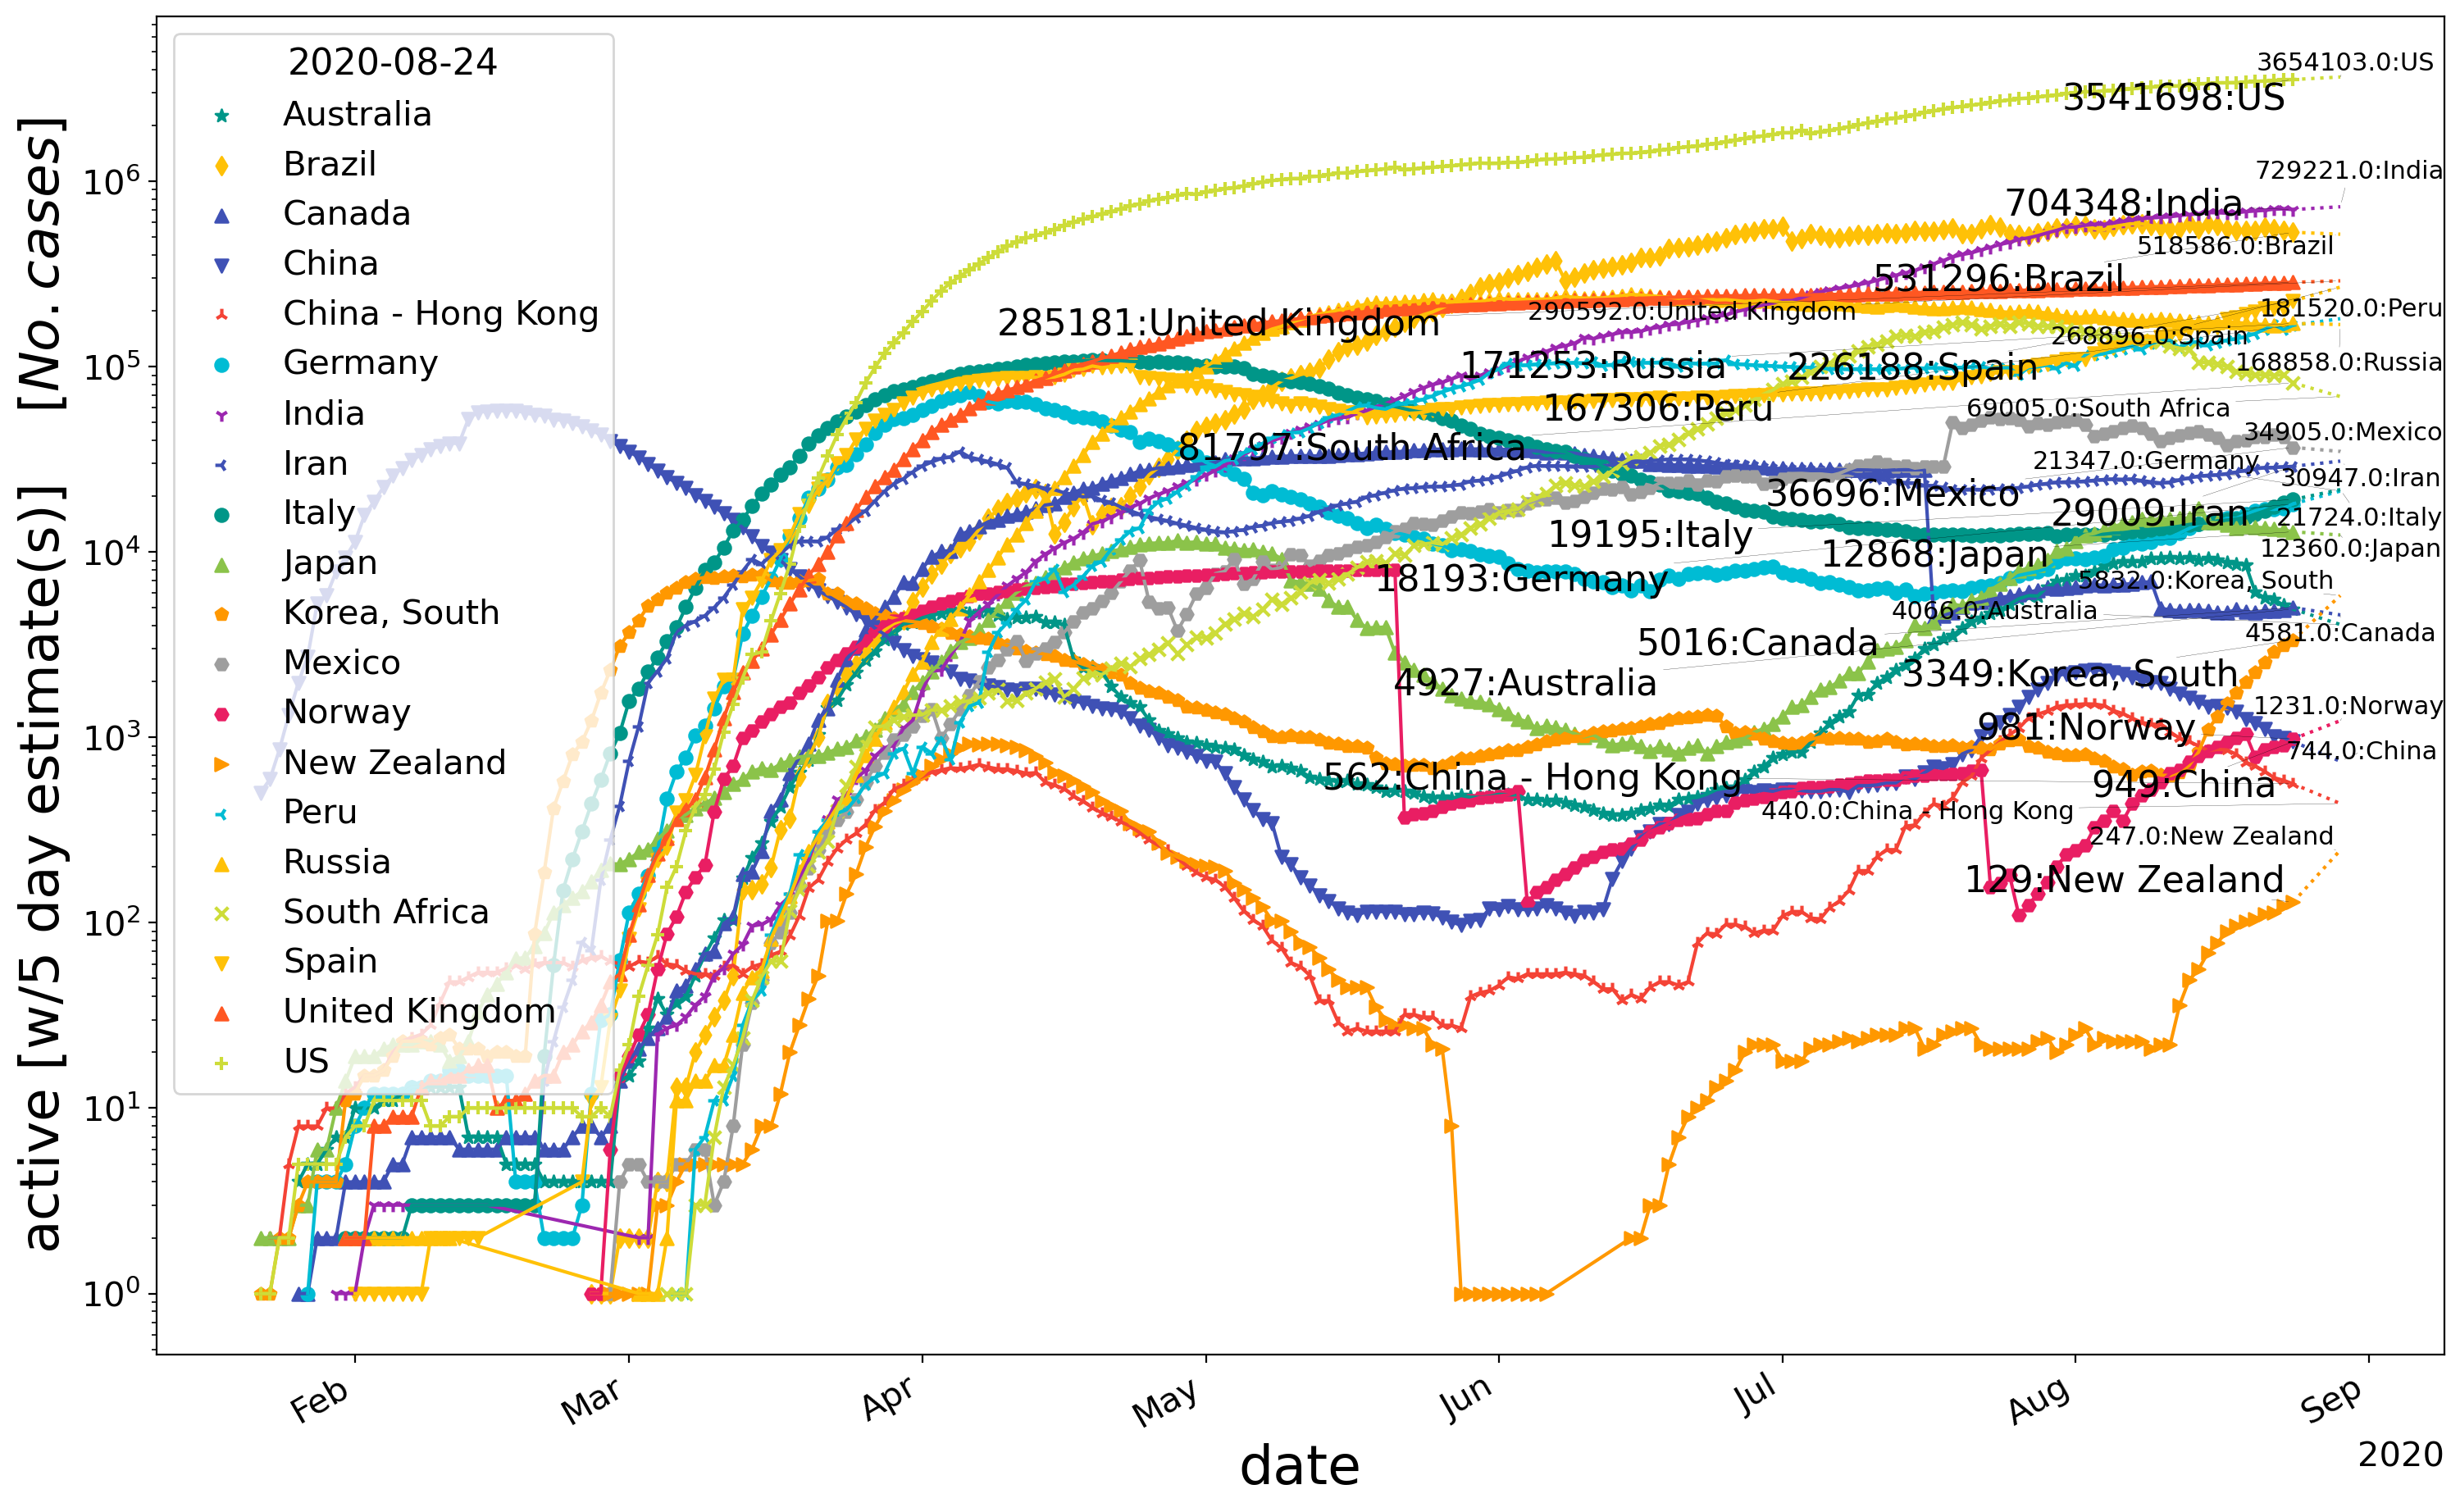 active [w/5 day estimate(s)] [No. cases]
10⁶
10⁵
10⁴
10³
10²
10¹
10⁰
2020-08-24
Australia
Brazil
Canada
China
China - Hong Kong
Germany
India
Iran
Italy
Japan
Korea, South
Mexico
Norway
New Zealand
Peru
Russia
South Africa
Spain
United Kingdom
US
3654103.0:US
3541698:US
729221.0:India
704348:India
518586.0:Brazil
531296:Brazil
290592.0:United Kingdom
285181:United Kingdom
181520.0:Peru
268896.0:Spain
171253:Russia
226188:Spain
168858.0:Russia
167306:Peru
69005.0:South Africa
81797:South Africa
34905.0:Mexico
21347.0:Germany
30947.0:Iran
36696:Mexico
29009:Iran
21724.0:Italy
19195:Italy
12868:Japan
12360.0:Japan
18193:Germany
5832.0:Korea, South
4066.0:Australia
5016:Canada
4581.0:Canada
4927:Australia
3349:Korea, South
1231.0:Norway
981:Norway
744.0:China
562:China - Hong Kong
949:China
440.0:China - Hong Kong
247.0:New Zealand
129:New Zealand
Feb
Mar
Apr
May
Jun
Jul
Aug
Sep
2020
date